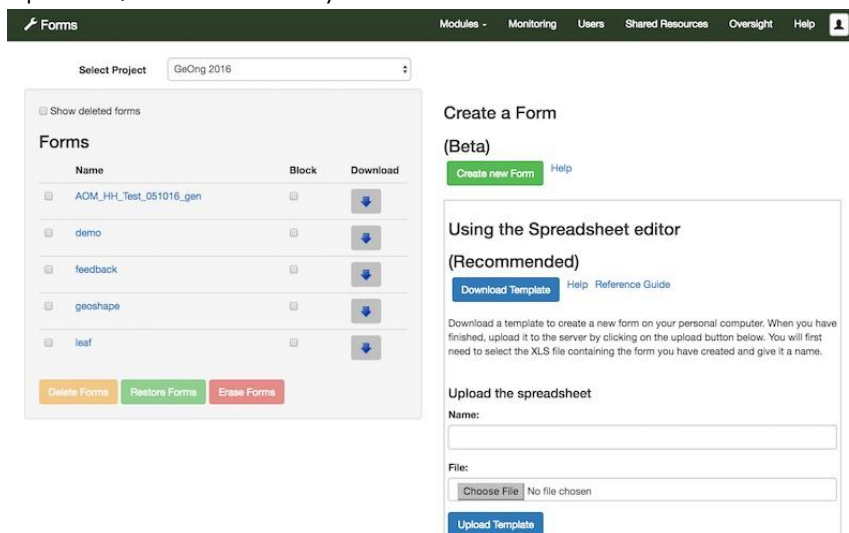 Forms
Modules - Monitoring Users Shared Resources Oversight Help
Select Project GeOng 2016
Show deleted forms
Forms
Name Block Download
AOM_HH_Test_051016_gen
demo
feedback
geoshape
leaf
Delete Forms Restore Forms Erase Forms
Create a Form
(Beta)
Create new Form Help
Using the Spreadsheet editor
(Recommended)
Download Template Help Reference Guide
Download a template to create a new form on your personal computer. When you have
finished, upload it to the server by clicking on the upload button below. You will first
need to select the XLS file containing the form you have created and give it a name.
Upload the spreadsheet
Name:
File:
Choose File No file chosen
Upload Template